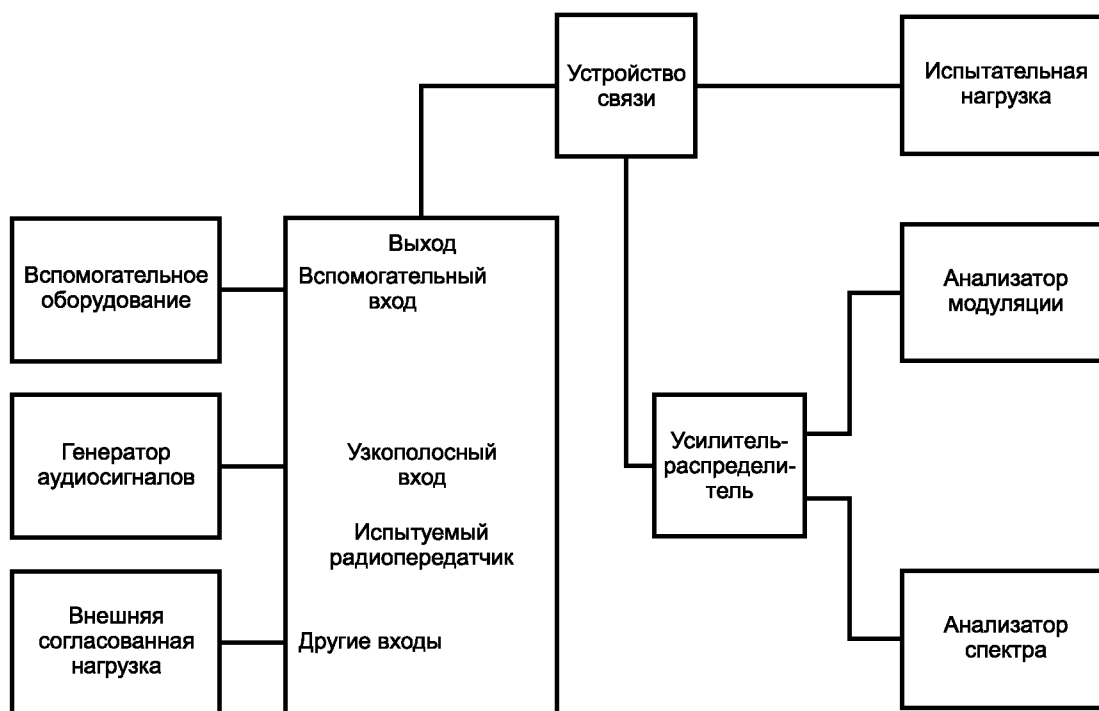 Устройство
связи
Испытательная
нагрузка
Выход
Вспомогательное
оборудование
Вспомогательный
вход
Анализатор
модуляции
Генератор
аудиосигналов
Узкополосный
вход
Усилитель-
распредели-
тель
Испытуемый
радиопередатчик
Внешняя
согласованная
нагрузка
Другие входы
Анализатор
спектра